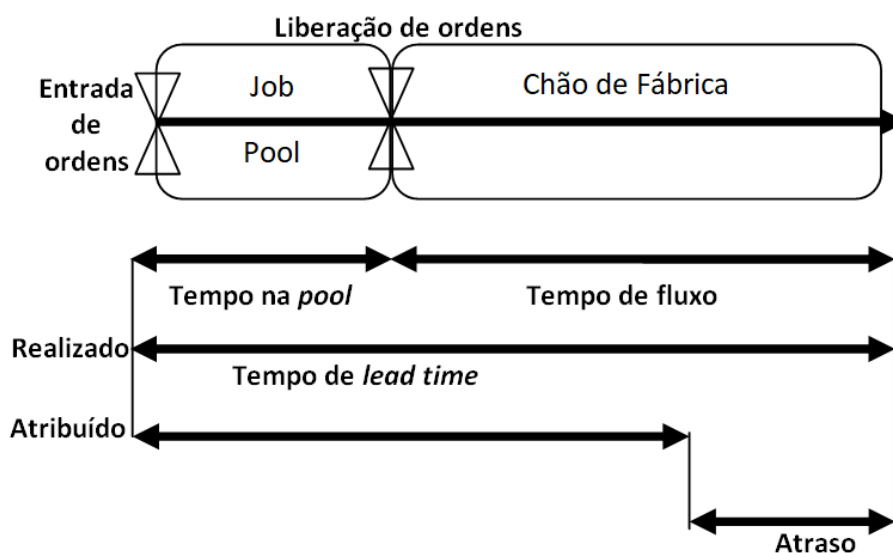 Liberação de ordens
Entrada
de
ordens
Job
Pool
Chão de Fábrica
Tempo na pool
Tempo de fluxo
Realizado
Tempo de lead time
Atribuído
Atraso